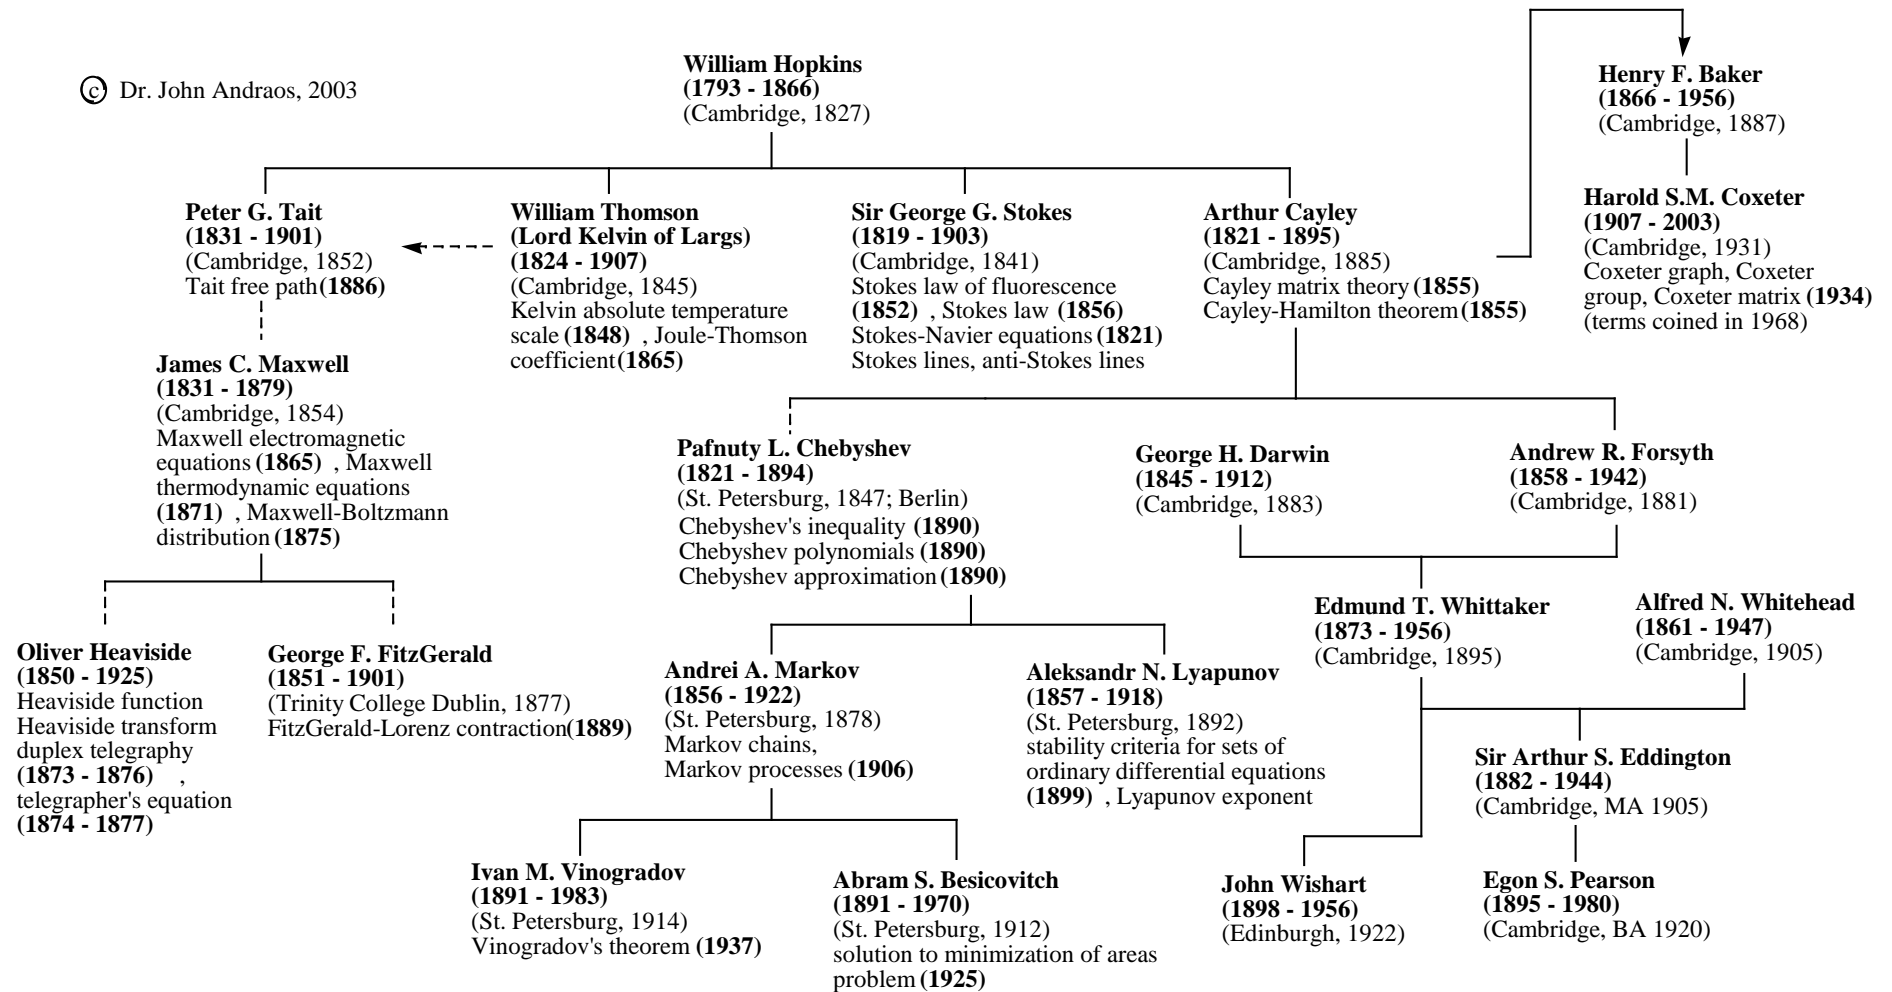 © Dr. John Andraos, 2003
William Hopkins
(1793 - 1866)
(Cambridge, 1827)
Henry F. Baker
(1866 - 1956)
(Cambridge, 1887)
Peter G. Tait
(1831 - 1901)
(Cambridge, 1852)
Tait free path (1886)
William Thomson
(Lord Kelvin of Largs)
(1824 - 1907)
(Cambridge, 1845)
Kelvin absolute temperature
scale (1848) , Joule-Thomson
coefficient (1865)
Sir George G. Stokes
(1819 - 1903)
(Cambridge, 1841)
Stokes law of fluorescence
(1852) , Stokes law (1856)
Stokes-Navier equations (1821)
Stokes lines, anti-Stokes lines
Arthur Cayley
(1821 - 1895)
(Cambridge, 1885)
Cayley matrix theory (1855)
Cayley-Hamilton theorem (1855)
Harold S.M. Coxeter
(1907 - 2003)
(Cambridge, 1931)
Coxeter graph, Coxeter
group, Coxeter matrix (1934)
(terms coined in 1968)
James C. Maxwell
(1831 - 1879)
(Cambridge, 1854)
Maxwell electromagnetic
equations (1865) , Maxwell
thermodynamic equations
(1871) , Maxwell-Boltzmann
distribution (1875)
Pafnuty L. Chebyshev
(1821 - 1894)
(St. Petersburg, 1847; Berlin)
Chebyshev's inequality (1890)
Chebyshev polynomials (1890)
Chebyshev approximation (1890)
George H. Darwin
(1845 - 1912)
(Cambridge, 1883)
Andrew R. Forsyth
(1858 - 1942)
(Cambridge, 1881)
Oliver Heaviside
(1850 - 1925)
Heaviside function
Heaviside transform
duplex telegraphy
(1873 - 1876) ,
telegrapher's equation
(1874 - 1877)
George F. FitzGerald
(1851 - 1901)
(Trinity College Dublin, 1877)
FitzGerald-Lorenz contraction (1889)
Andrei A. Markov
(1856 - 1922)
(St. Petersburg, 1878)
Markov chains,
Markov processes (1906)
Aleksandr N. Lyapunov
(1857 - 1918)
(St. Petersburg, 1892)
stability criteria for sets of
ordinary differential equations
(1899) , Lyapunov exponent
Edmund T. Whittaker
(1873 - 1956)
(Cambridge, 1895)
Alfred N. Whitehead
(1861 - 1947)
(Cambridge, 1905)
Sir Arthur S. Eddington
(1882 - 1944)
(Cambridge, MA 1905)
Ivan M. Vinogradov
(1891 - 1983)
(St. Petersburg, 1914)
Vinogradov's theorem (1937)
Abram S. Besicovitch
(1891 - 1970)
(St. Petersburg, 1912)
solution to minimization of areas
problem (1925)
John Wishart
(1898 - 1956)
(Edinburgh, 1922)
Egon S. Pearson
(1895 - 1980)
(Cambridge, BA 1920)